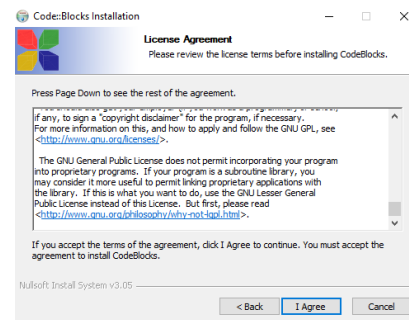 Code::Blocks Installation
License Agreement
Please review the license terms before installing CodeBlocks.
Press Page Down to see the rest of the agreement.
if any, to sign a "copyright disclaimer" for the program, if necessary.
For more information on this, and how to apply and follow the GNU GPL, see
<http://www.gnu.org/licenses/>.
The GNU General Public License does not permit incorporating your program
into proprietary programs. If your program is a subroutine library, you
may consider it more useful to permit linking proprietary applications with
the library. If this is what you want to do, use the GNU Lesser General
Public License instead of this License. But first, please read
<http://www.gnu.org/philosophy/why-not-lgpl.html>.
If you accept the terms of the agreement, click I Agree to continue. You must accept the
agreement to install CodeBlocks.
Nullsoft Install System v3.05
< Back
I Agree
Cancel